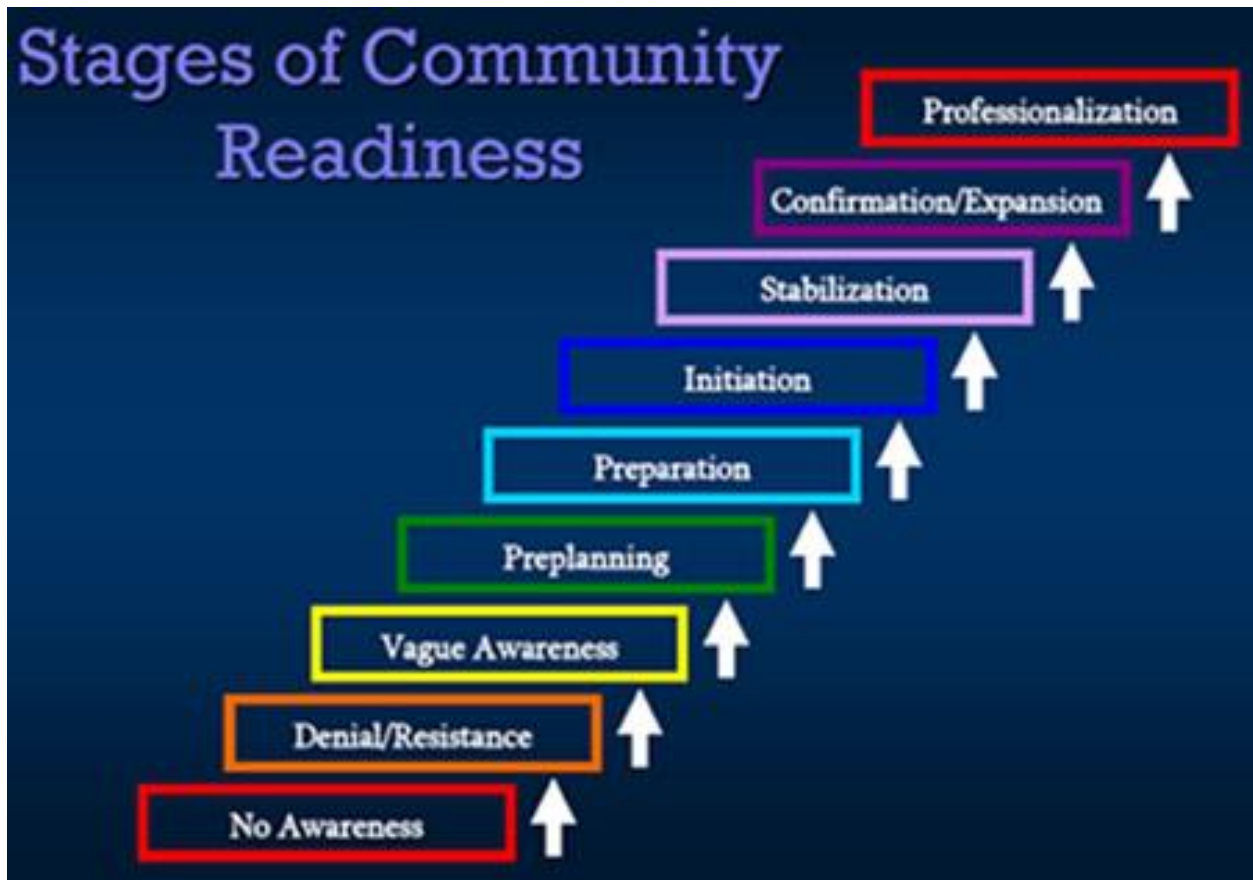 Stages of Community
Readiness
Professionalization
Confirmation/Expansion
Stabilization
Initiation
Preparation
Preplanning
Vague Awareness
Denial/Resistance
No Awareness